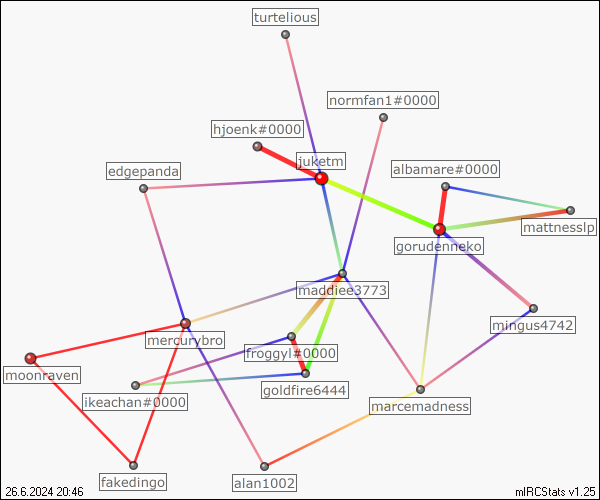 turtelious
normfan1#0000
hjoenk#0000
juketm
edgepanda
albamare#0000
mattnesslp
gorudenneko
maddiee3773
mingus4742
mercurybro
froggyl#0000
moonraven
goldfire6444
ikeachan#0000
marcemadness
fakedingo
alan1002
26.6.2024 20:46
mIRCStats v1.25